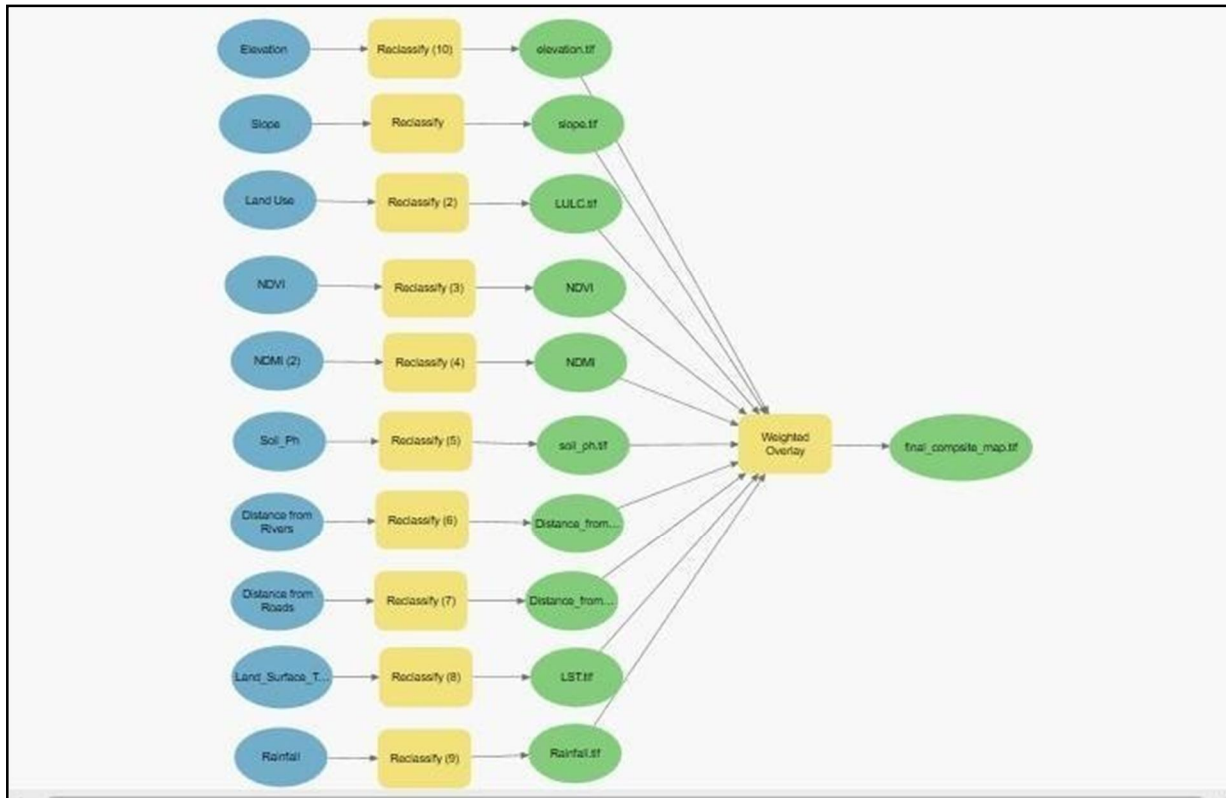 Elevation
Reclassify (10)
elevation.tif
Slope
Reclassify
slope.tif
Land Use
Reclassify (2)
LULC.tif
NDVI
Reclassify (3)
NDVI
NDMI (2)
Reclassify (4)
NDMI
Weighted
Overlay
final_compsite_map.tif
Soil_Ph
Reclassify (5)
soil_ph.tif
Distance from
Rivers
Reclassify (6)
Distance_from...
Distance from
Roads
Reclassify (7)
Distance_from...
Land_Surface_T...
Reclassify (8)
LST.tif
Rainfall
Reclassify (9)
Rainfall.tif